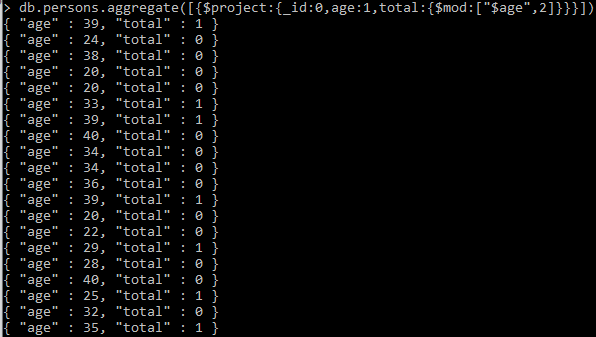 > db.persons.aggregate([{$project:{_id:0,age:1,total:{$mod:["$age",2]}}}])
{ "age" : 39, "total" : 1 }
{ "age" : 24, "total" : 0 }
{ "age" : 38, "total" : 0 }
{ "age" : 20, "total" : 0 }
{ "age" : 20, "total" : 0 }
{ "age" : 33, "total" : 1 }
{ "age" : 39, "total" : 1 }
{ "age" : 40, "total" : 0 }
{ "age" : 34, "total" : 0 }
{ "age" : 34, "total" : 0 }
{ "age" : 36, "total" : 0 }
{ "age" : 39, "total" : 1 }
{ "age" : 20, "total" : 0 }
{ "age" : 22, "total" : 0 }
{ "age" : 29, "total" : 1 }
{ "age" : 28, "total" : 0 }
{ "age" : 40, "total" : 0 }
{ "age" : 25, "total" : 1 }
{ "age" : 32, "total" : 0 }
{ "age" : 35, "total" : 1 }